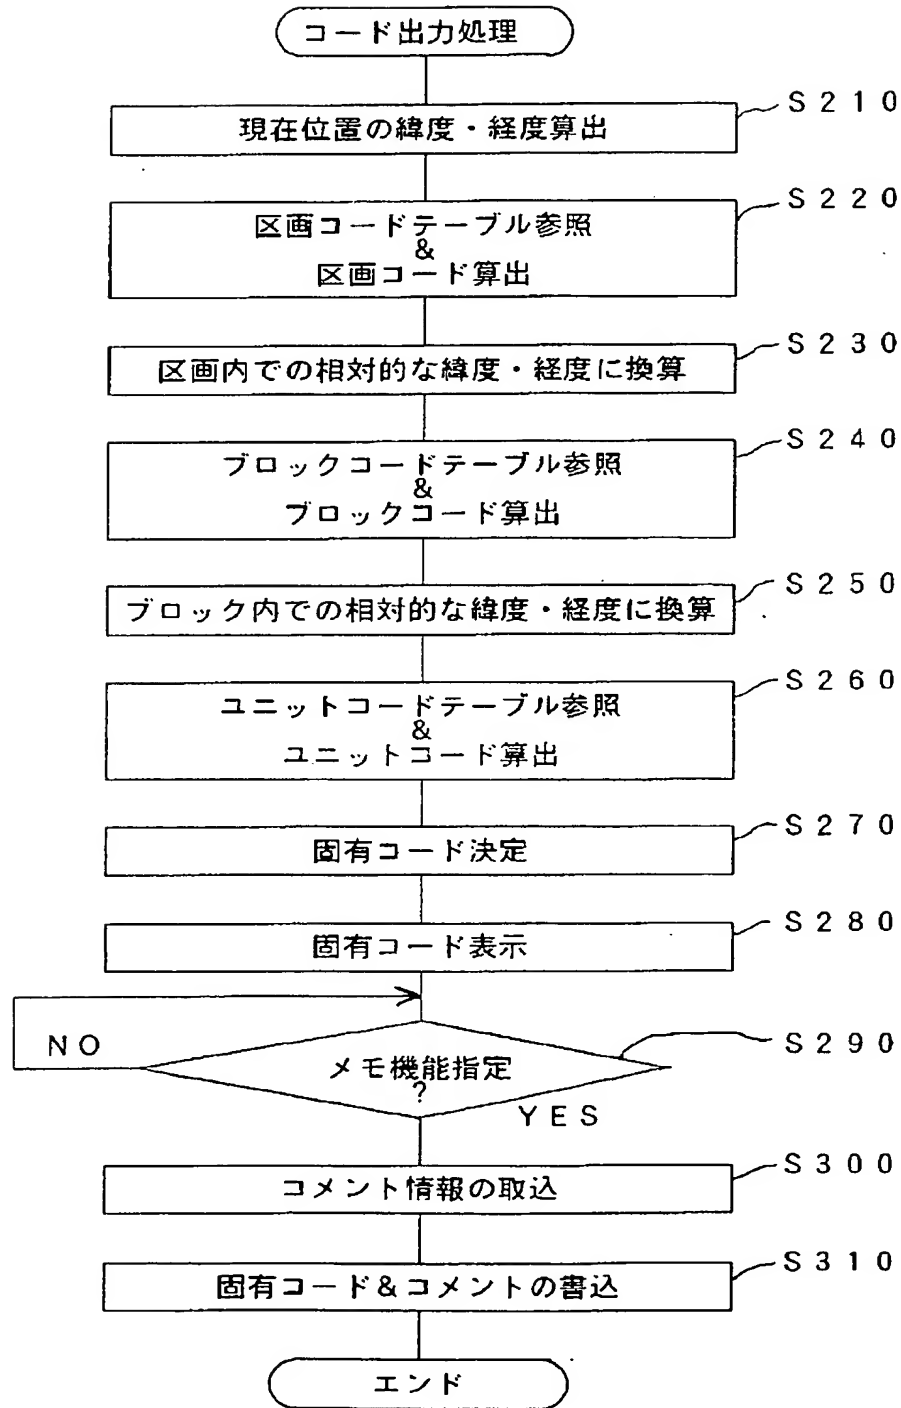 コード出力処理
S210
現在位置の緯度・経度算出
S220
区画コードテーブル参照
&
区画コード算出
S230
区画内での相対的な緯度・経度に換算
S240
ブロックコードテーブル参照
&
ブロックコード算出
S250
ブロック内での相対的な緯度・経度に換算
S260
ユニットコードテーブル参照
&
ユニットコード算出
S270
固有コード決定
S280
固有コード表示
NO
S290
メモ機能指定
?
YES
S300
コメント情報の取込
S310
固有コード&コメントの書込
エンド